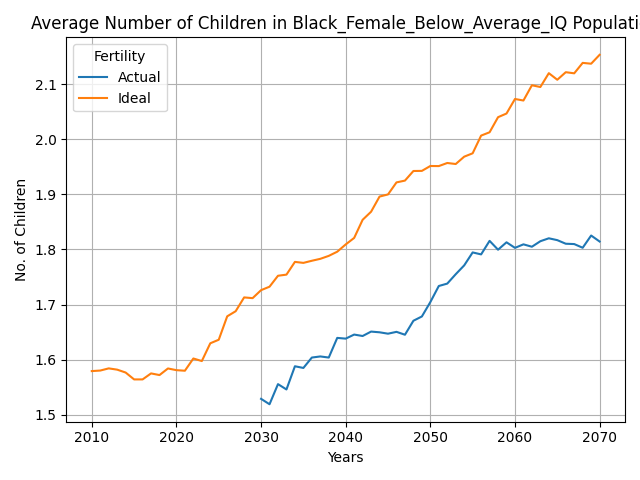 Average Number of Children in Black_Female_Below_Average_IQ Populati
Fertility
Actual
Ideal
2.1
2.0
1.9
1.8
1.7
1.6
1.5
No. of Children
2010 2020 2030 2040 2050 2060 2070
Years